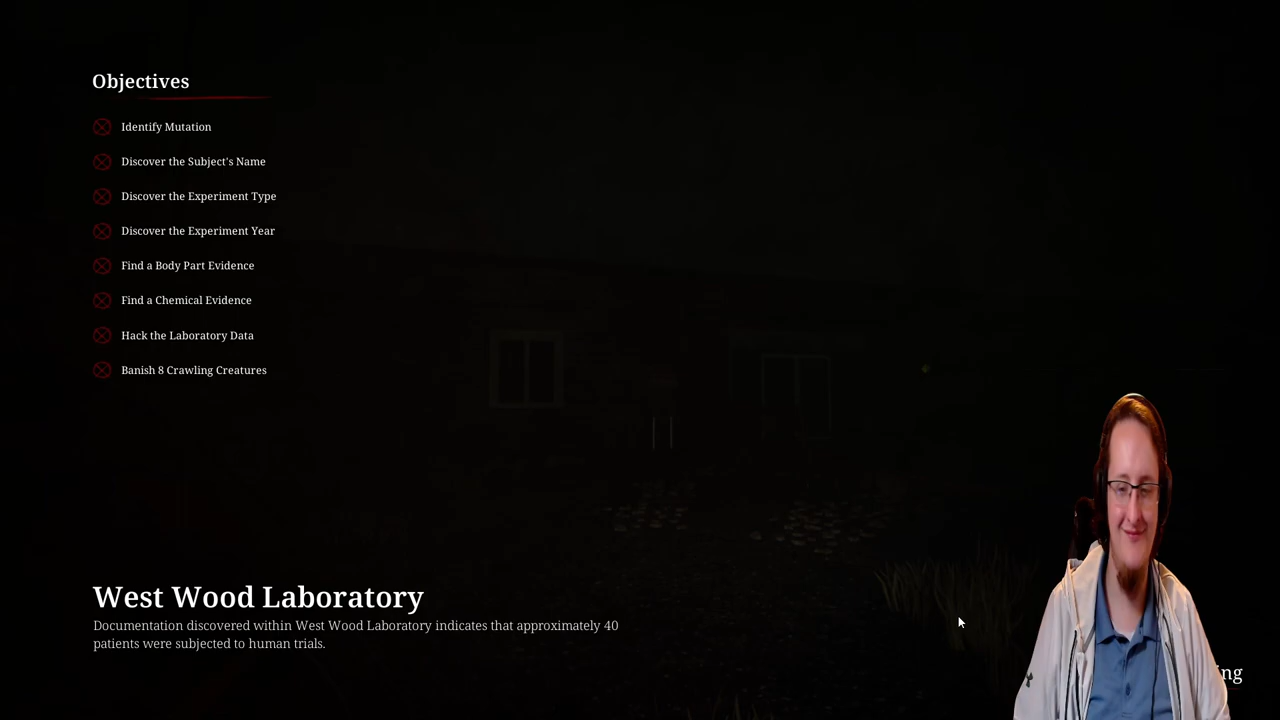 Objectives
Identify Mutation
Discover the Subject's Name
Discover the Experiment Type
Discover the Experiment Year
Find a Body Part Evidence
Find a Chemical Evidence
Hack the Laboratory Data
Banish 8 Crawling Creatures
West Wood Laboratory
Documentation discovered within West Wood Laboratory indicates that approximately 40
patients were subjected to human trials.